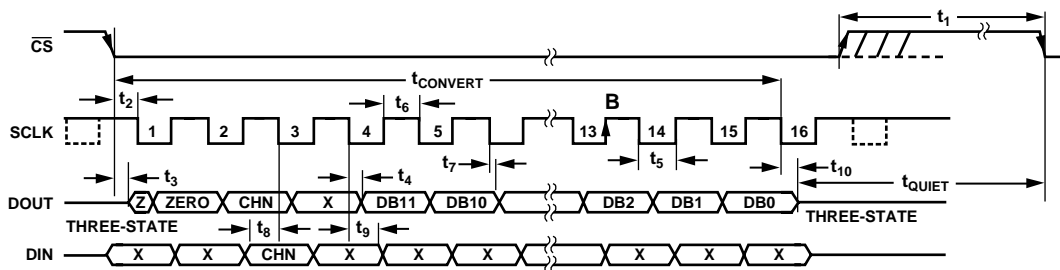 t1
CS
tCONVERT
t2
t6
B
SCLK
1 2 3 4 5 13 14 15 16
t7
t5
t10
t3
t4
tQUIET
DOUT
Z ZERO CHN X DB11 DB10 DB2 DB1 DB0
THREE-STATE
THREE-STATE
t8
t9
DIN
X X CHN X X X X X X